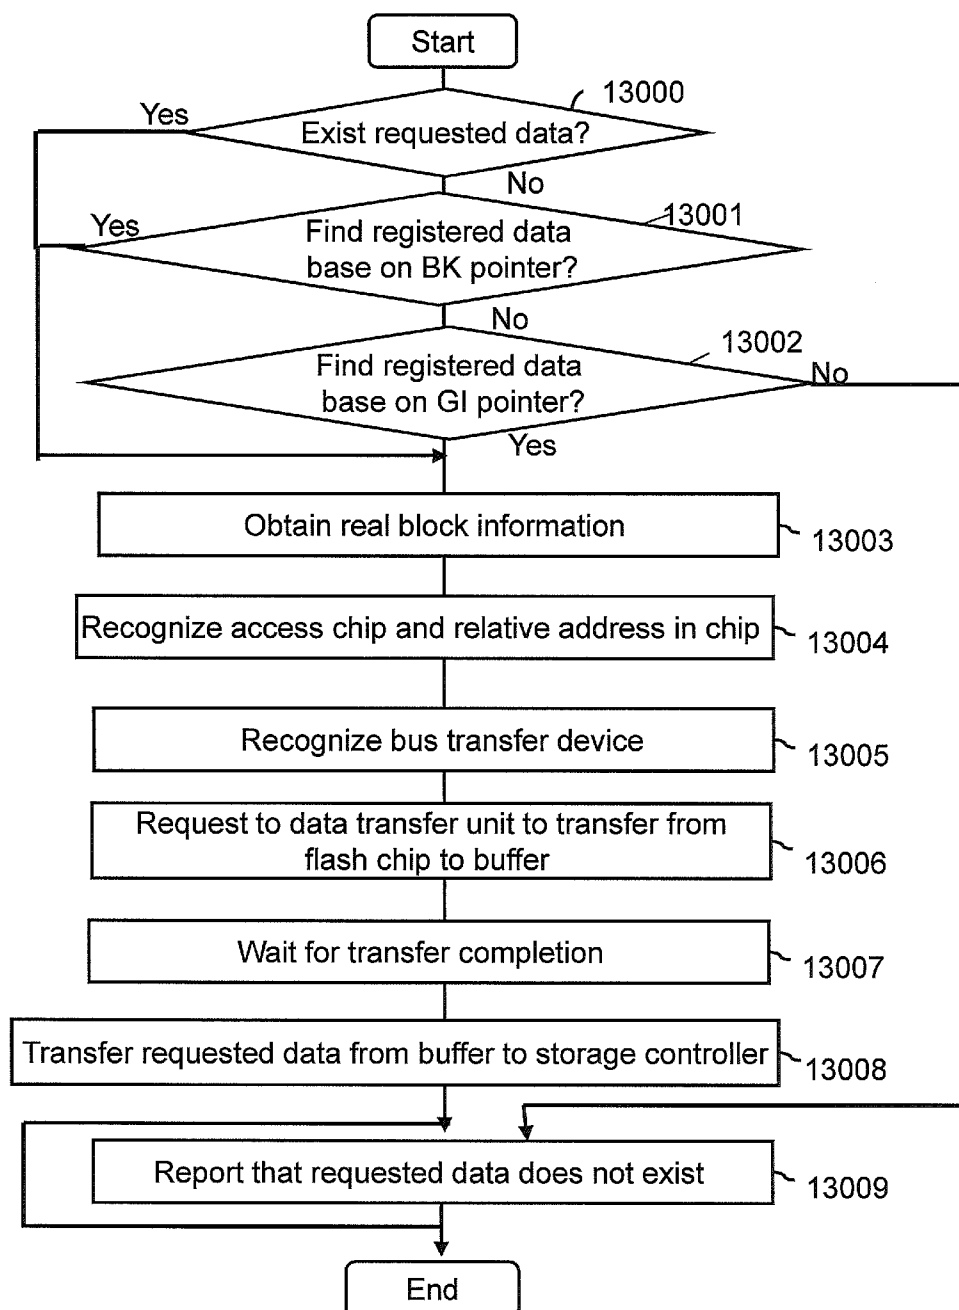 Start
13000
Yes
Exist requested data?
No
13001
Yes
Find registered data
base on BK pointer?
No
13002
Find registered data
base on GI pointer?
No
Yes
Obtain real block information
13003
Recognize access chip and relative address in chip
13004
Recognize bus transfer device
13005
Request to data transfer unit to transfer from
flash chip to buffer
13006
Wait for transfer completion
13007
Transfer requested data from buffer to storage controller
13008
Report that requested data does not exist
13009
End